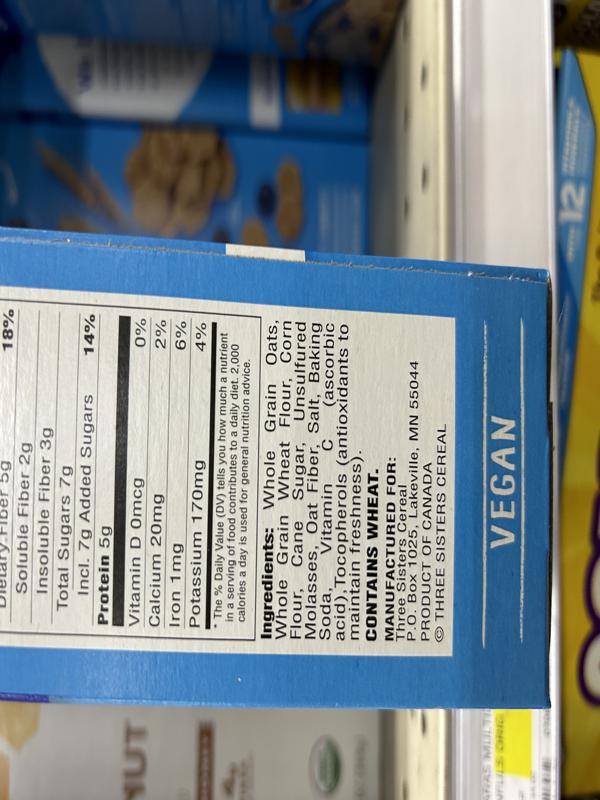 Dietary Fiber 5g 18%
Soluble Fiber 2g
Insoluble Fiber 3g
Total Sugars 7g
Incl. 7g Added Sugars 14%
Protein 5g
Vitamin D 0mcg 0%
Calcium 20mg 2%
Iron 1mg 6%
Potassium 170mg 4%
* The % Daily Value (DV) tells you how much a nutrient
in a serving of food contributes to a daily diet. 2,000
calories a day is used for general nutrition advice.
Ingredients: Whole Grain Oats,
Whole Grain Wheat Flour, Corn
Flour, Cane Sugar, Unsulfured
Molasses, Oat Fiber, Salt, Baking
Soda. Vitamin C (ascorbic
acid), Tocopherols (antioxidants to
maintain freshness).
CONTAINS WHEAT.
MANUFACTURED FOR:
Three Sisters Cereal
P.O. Box 1025, Lakeville, MN 55044
PRODUCT OF CANADA
© THREE SISTERS CEREAL
VEGAN
12
NUT